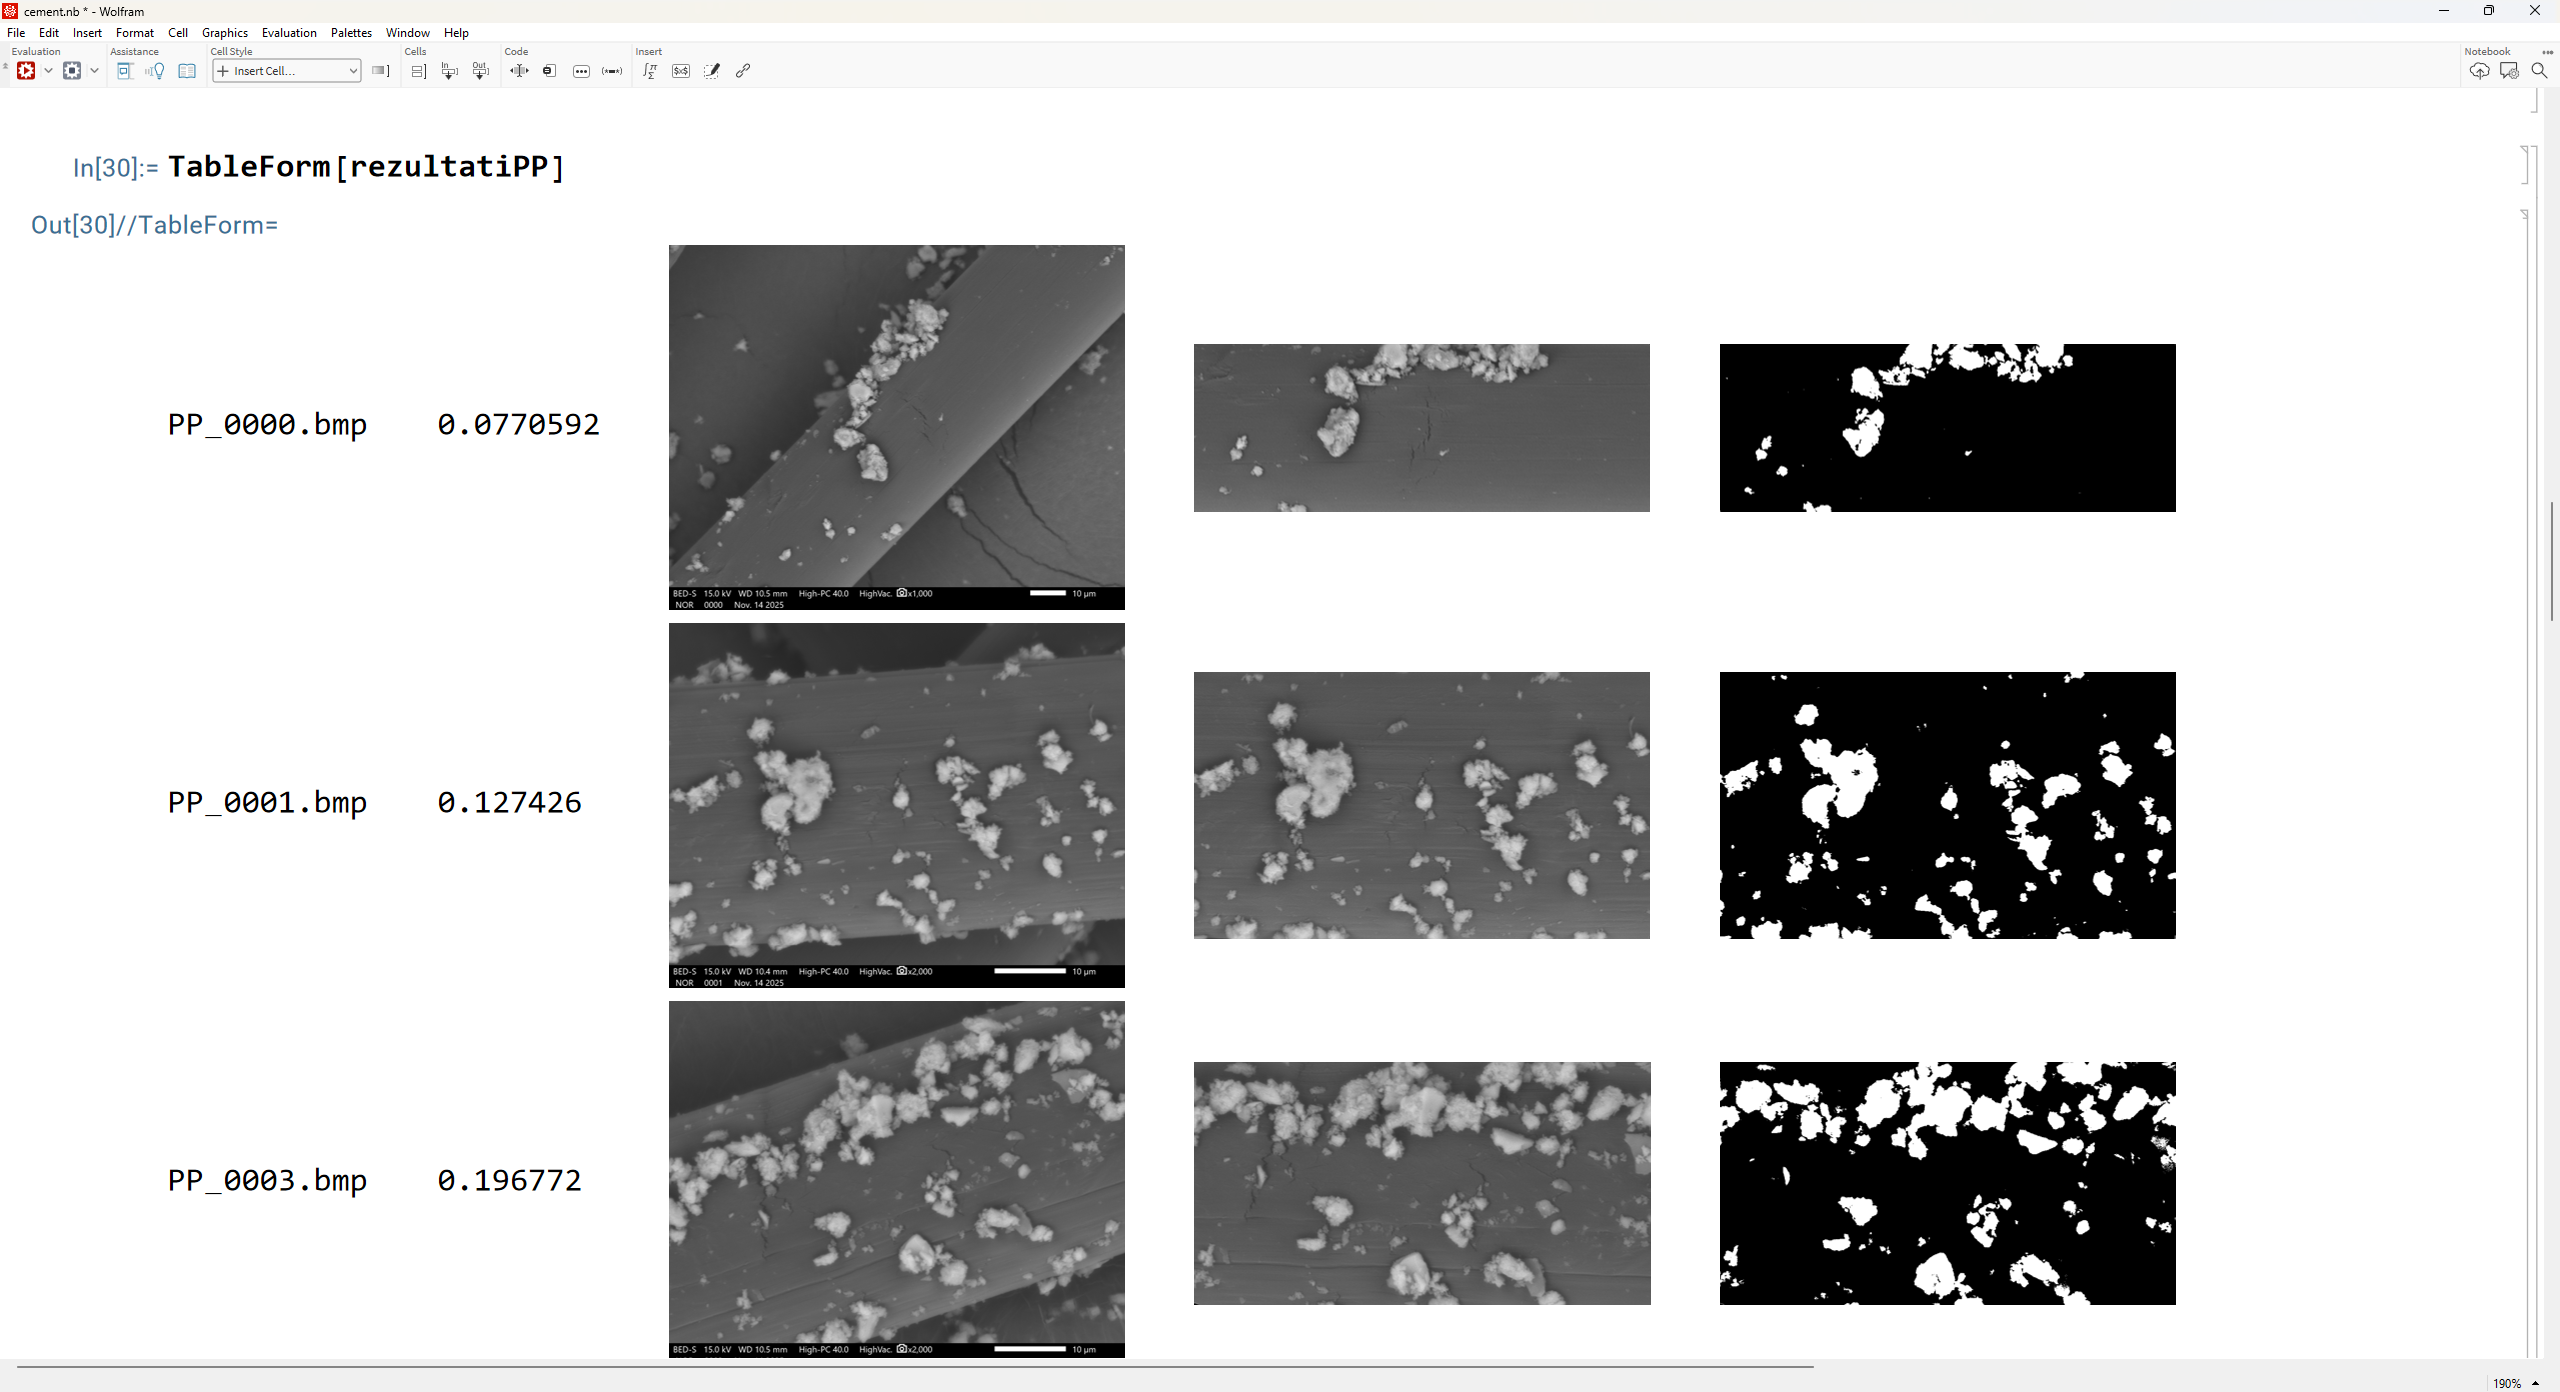 cement.nb * - Wolfram
File Edit Insert Format Cell Graphics Evaluation Palettes Window Help
Evaluation Assistance Cell Style Cells Code Insert Notebook
Insert Cell...
In[30]:= TableForm[rezultatiPP]
Out[30]//TableForm=
PP_0000.bmp 0.0770592
BED-S 15.0 kV WD 10.5 mm High-PC 40.0 HighVac. x1,000 10 µm
NOR 0000 Nov. 14 2025
PP_0001.bmp 0.127426
BED-S 15.0 kV WD 10.4 mm High-PC 40.0 HighVac. x2,000 10 µm
NOR 0001 Nov. 14 2025
PP_0003.bmp 0.196772
BED-S 15.0 kV WD 10.5 mm High-PC 40.0 HighVac. x2,000 10 µm
190%